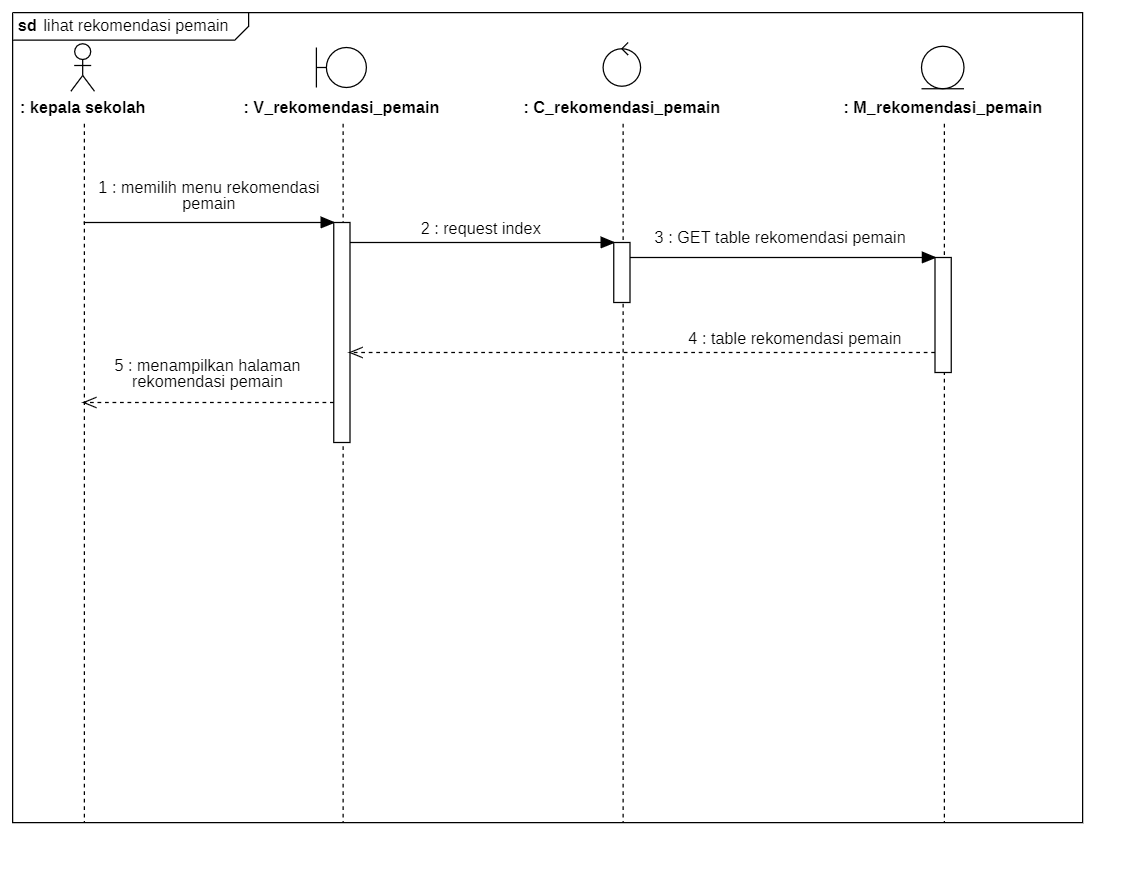 sd lihat rekomendasi pemain
: kepala sekolah
: V_rekomendasi_pemain
: C_rekomendasi_pemain
: M_rekomendasi_pemain
1 : memilih menu rekomendasi
pemain
2 : request index
3 : GET table rekomendasi pemain
4 : table rekomendasi pemain
5 : menampilkan halaman
rekomendasi pemain